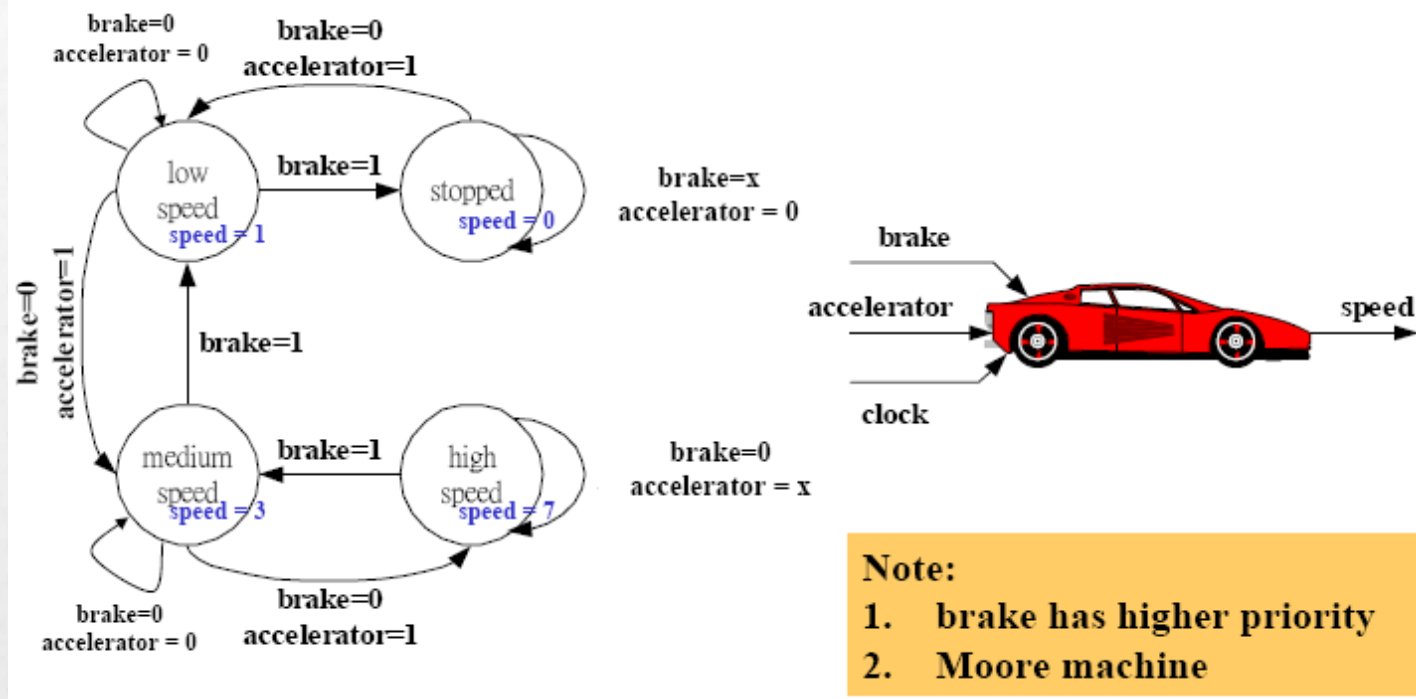 brake=0
accelerator = 0
brake=0
accelerator=1
low
speed
speed = 1
brake=1
stopped
speed = 0
brake=x
accelerator = 0
brake=0
accelerator=1
brake=1
medium
speed
speed = 3
brake=1
high
speed
speed = 7
brake=0
accelerator = x
brake=0
accelerator = 0
brake=0
accelerator=1
brake
accelerator
speed
clock
Note:
1. brake has higher priority
2. Moore machine